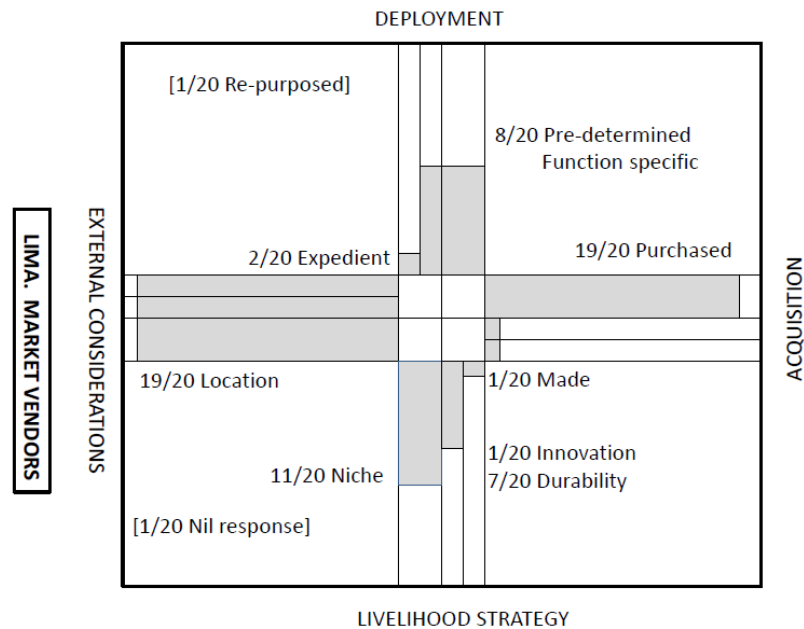 DEPLOYMENT
[1/20 Re-purposed]
8/20 Pre-determined
Function specific
2/20 Expedient
19/20 Purchased
LIMA. MARKET VENDORS
EXTERNAL CONSIDERATIONS
ACQUISITION
19/20 Location
1/20 Made
11/20 Niche
1/20 Innovation
7/20 Durability
[1/20 Nil response]
LIVELIHOOD STRATEGY